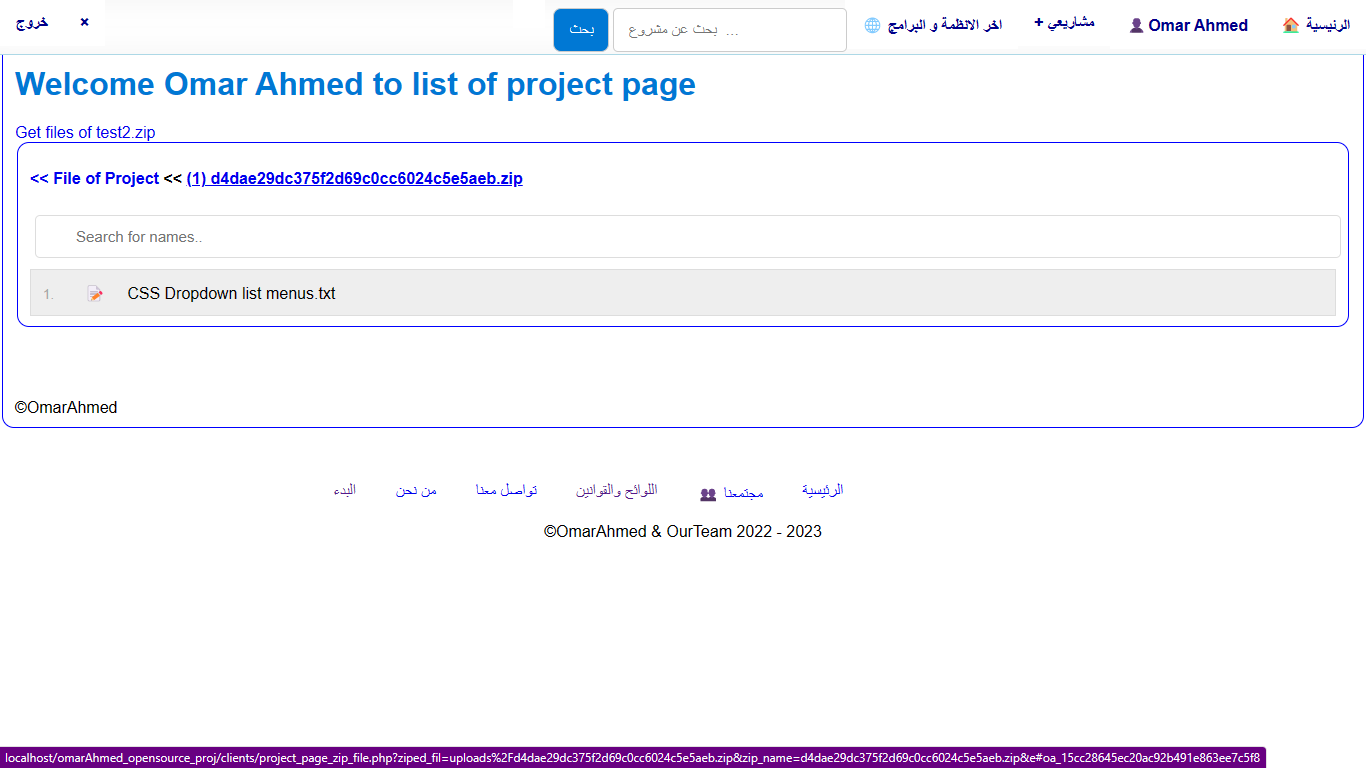 الرئيسية
Omar Ahmed
مشاريعي +
اخر الانظمة و البرامج
بحث عن مشروع ...
بحث
×
خروج
Welcome Omar Ahmed to list of project page
Get files of test2.zip
<< File of Project << (1) d4dae29dc375f2d69c0cc6024c5e5aeb.zip
Search for names..
1. CSS Dropdown list menus.txt
©OmarAhmed
الرئيسية مجتمعنا اللوائح والقوانين تواصل معنا من نحن البدء
©OmarAhmed & OurTeam 2022 - 2023
localhost/omarAhmed_opensource_proj/clients/project_page_zip_file.php?ziped_fil=uploads%2Fd4dae29dc375f2d69c0cc6024c5e5aeb.zip&zip_name=d4dae29dc375f2d69c0cc6024c5e5aeb.zip&e#oa_15cc28645ec20ac92b491e863ee7c5f8